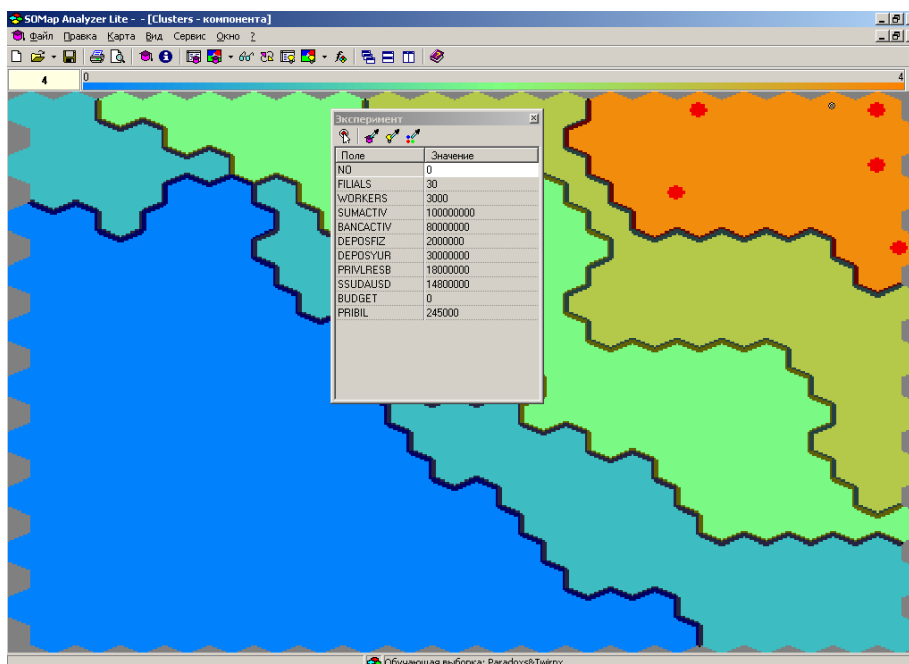 SOMap Analyzer Lite - - [Clusters - компонента]
Файл Правка Карта Вид Сервис Окно ?
4 0 4
Эксперимент
Поле Значение
NO 0
FILIALS 30
WORKERS 3000
SUMACTIV 100000000
BANCACTIV 80000000
DEPOSFIZ 2000000
DEPOSYUR 30000000
PRIVLRESB 18000000
SSUDAUSD 14800000
BUDGET 0
PRIBIL 245000
Обучающая выборка: Paradoxs&Twirpx